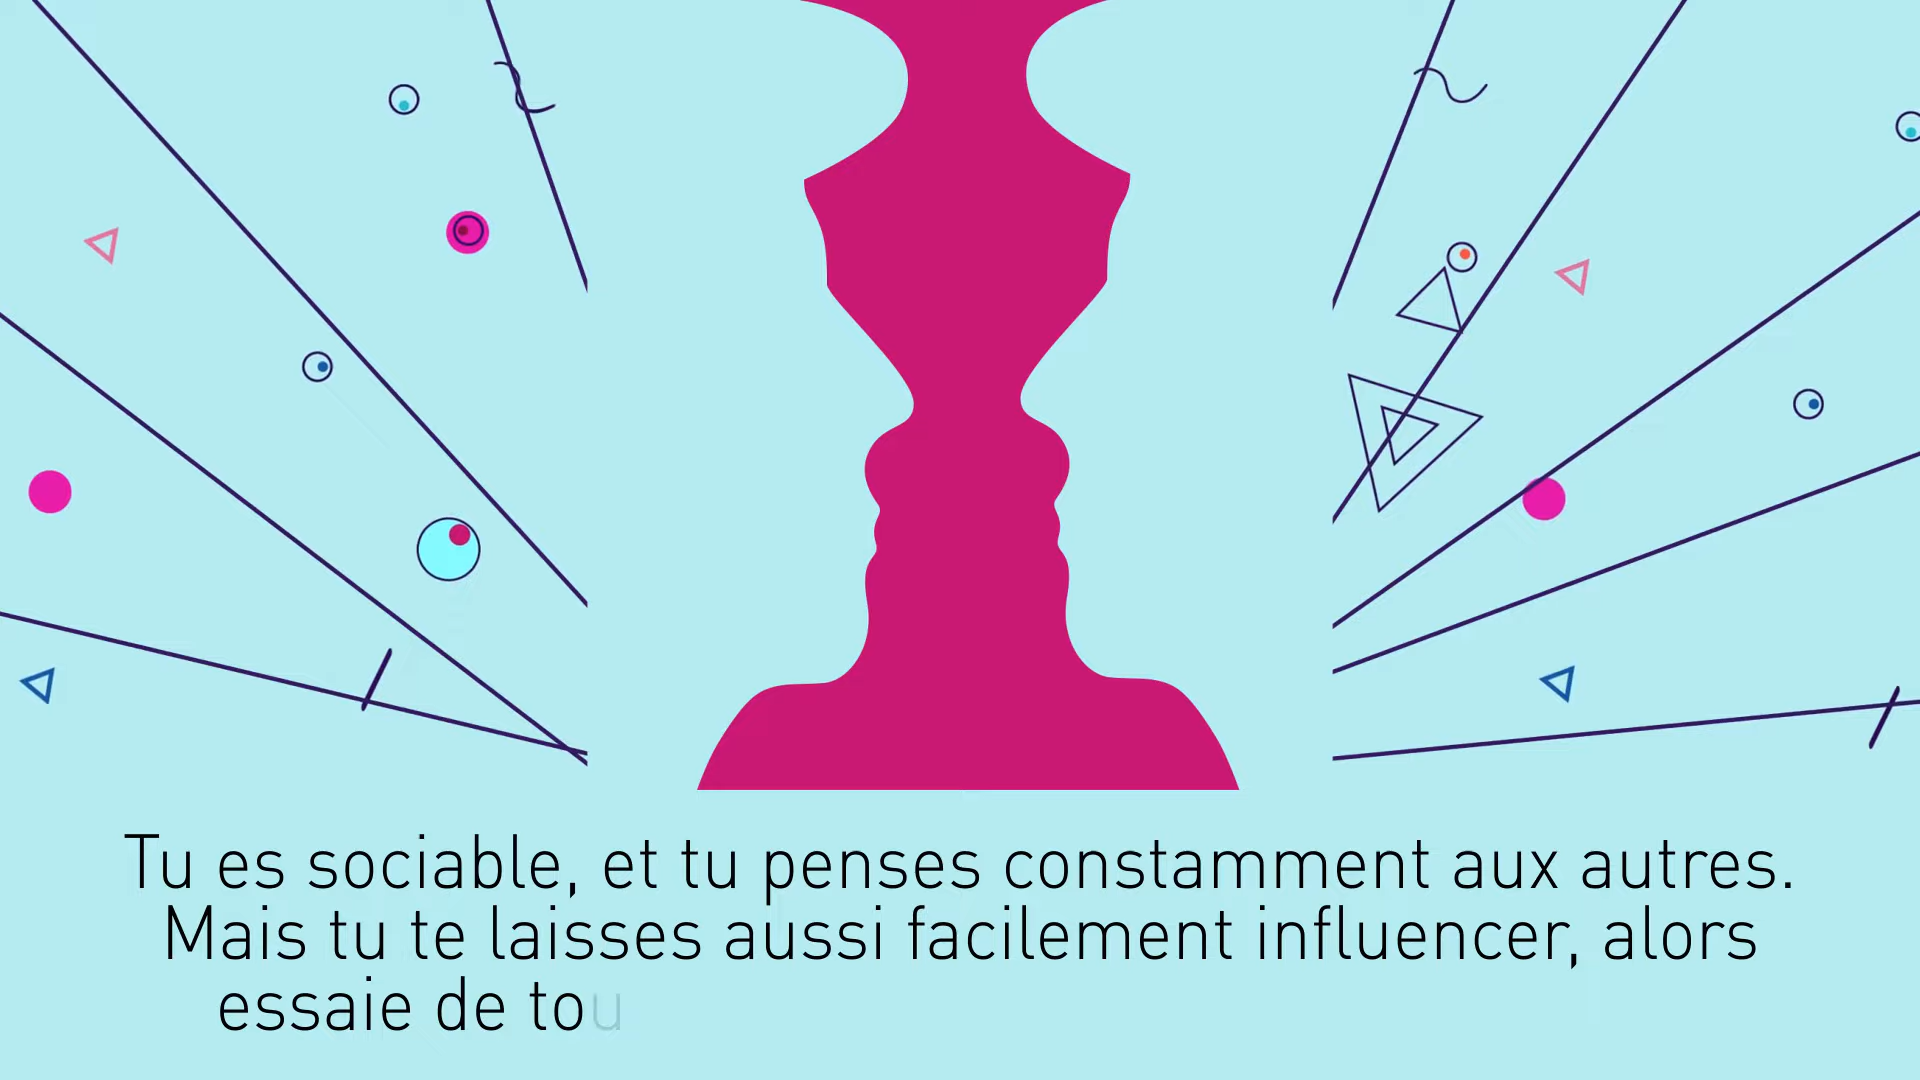 Tu es sociable, et tu penses constamment aux autres.
Mais tu te laisses aussi facilement influencer, alors
essaie de tou